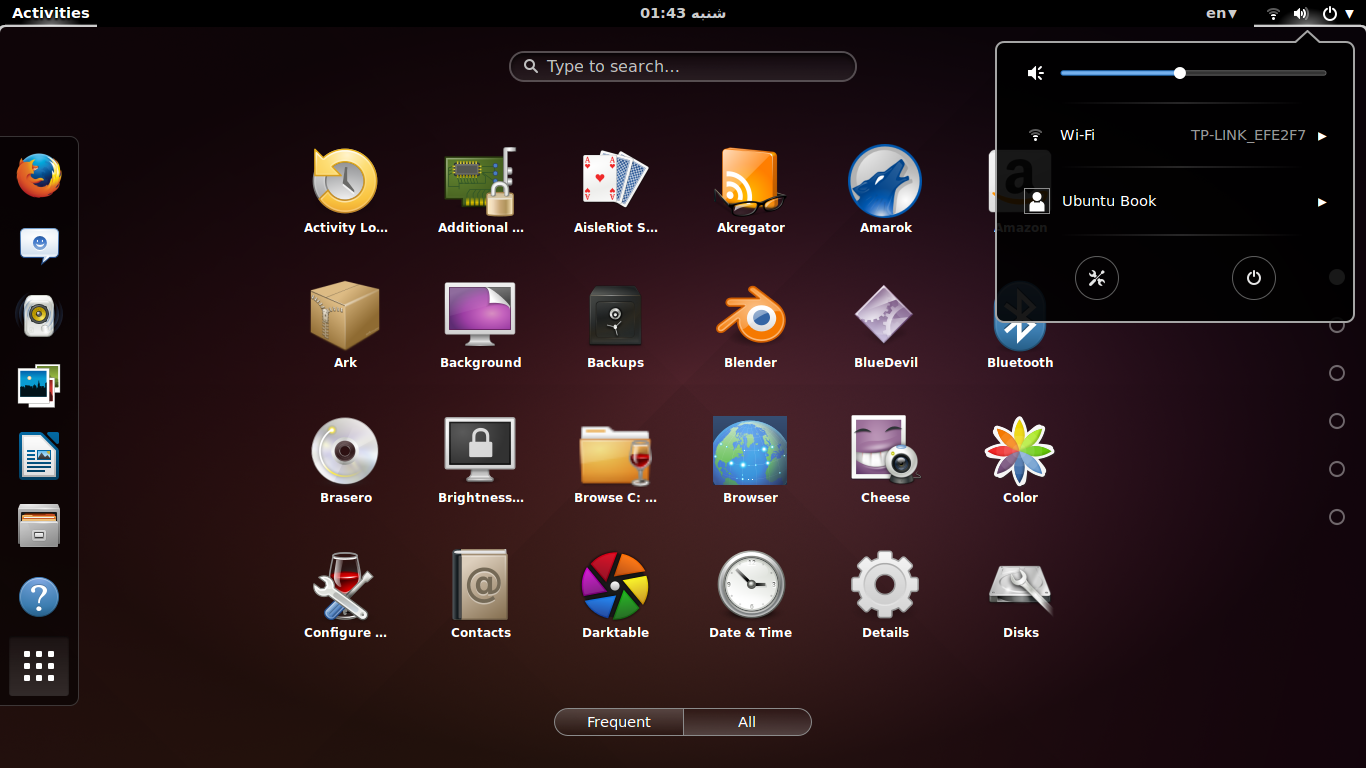 Activities
شنبه 01:43
en
Type to search...
Wi-Fi TP-LINK_EFE2F7
Ubuntu Book
Activity Lo...
Additional ...
AisleRiot S...
Akregator
Amarok
Amazon
Ark
Background
Backups
Blender
BlueDevil
Bluetooth
Brasero
Brightness...
Browse C: ...
Browser
Cheese
Color
Configure ...
Contacts
Darktable
Date & Time
Details
Disks
Frequent
All